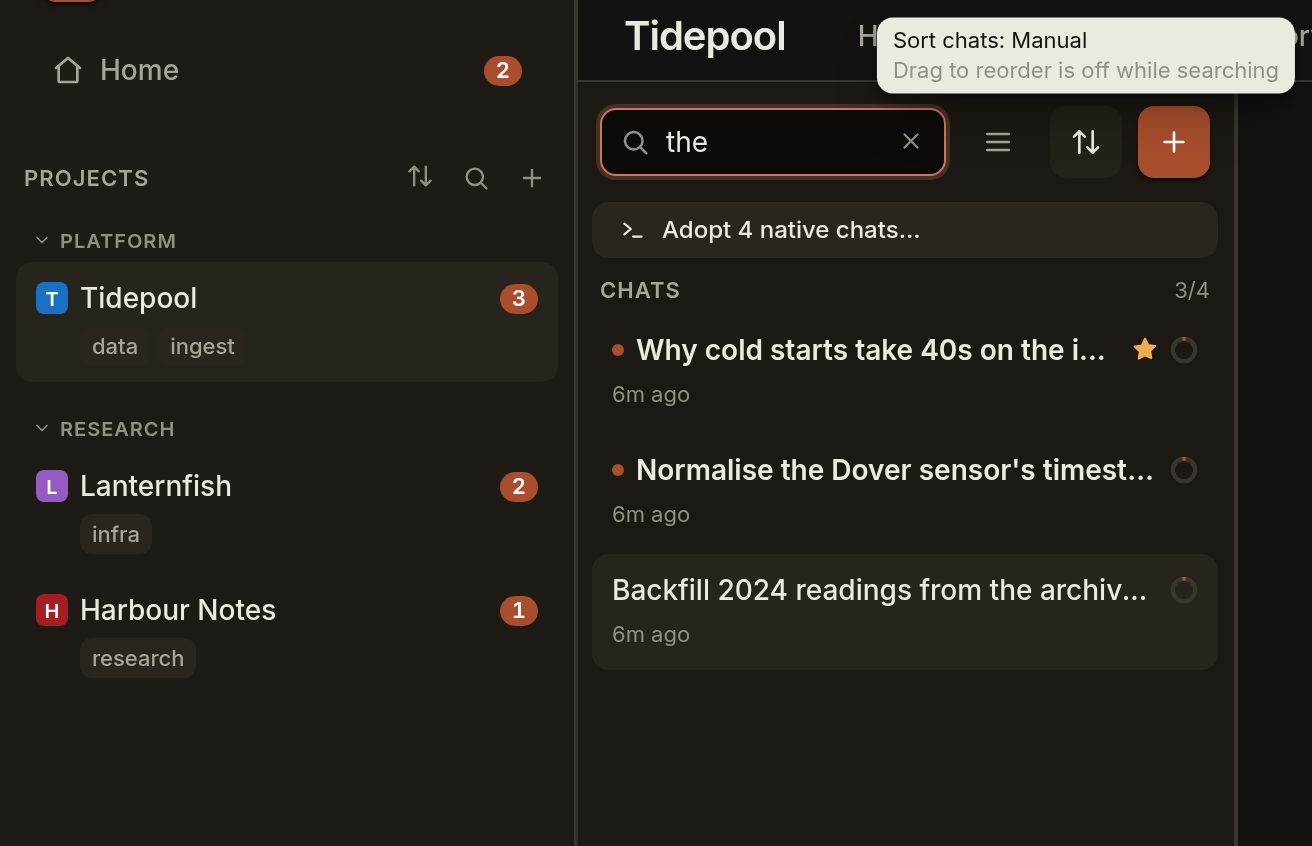 Home
2
PROJECTS
PLATFORM
T Tidepool 3
data ingest
RESEARCH
L Lanternfish 2
infra
H Harbour Notes 1
research
Tidepool
Sort chats: Manual
Drag to reorder is off while searching
the
Adopt 4 native chats...
CHATS 3/4
Why cold starts take 40s on the i...
6m ago
Normalise the Dover sensor's timest...
6m ago
Backfill 2024 readings from the archiv...
6m ago